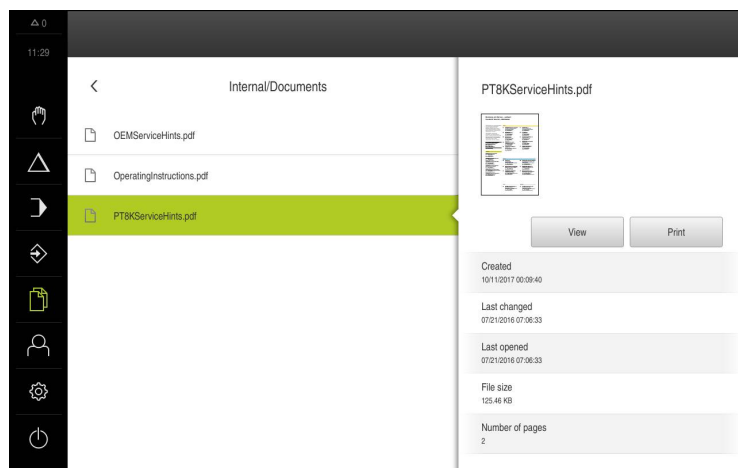 △ 0
11:29
Internal/Documents
OEMServiceHints.pdf
OperatingInstructions.pdf
PT8KServiceHints.pdf
PT8KServiceHints.pdf
View
Print
Created
10/11/2017 00:09:40
Last changed
07/21/2016 07:06:33
Last opened
07/21/2016 07:06:33
File size
125.46 KB
Number of pages
2